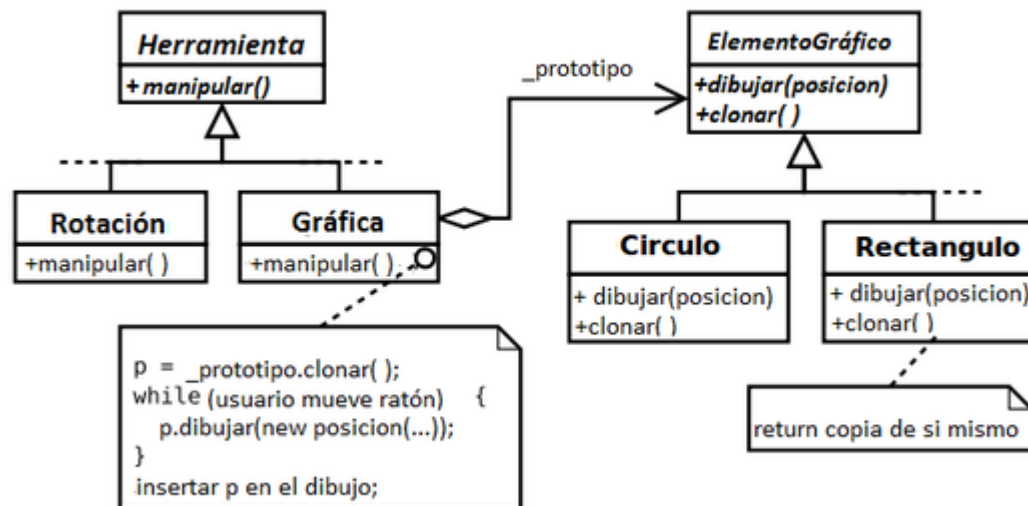 Herramienta
+ manipular()
ElementoGráfico
+dibujar(posicion)
+clonar( )
_prototipo
Rotación
+manipular( )
Gráfica
+manipular( )
Circulo
+ dibujar(posicion)
+clonar( )
Rectangulo
+ dibujar(posicion)
+clonar( )
p = _prototipo.clonar( );
while (usuario mueve ratón) {
p.dibujar(new posicion(...));
}
insertar p en el dibujo;
return copia de si mismo